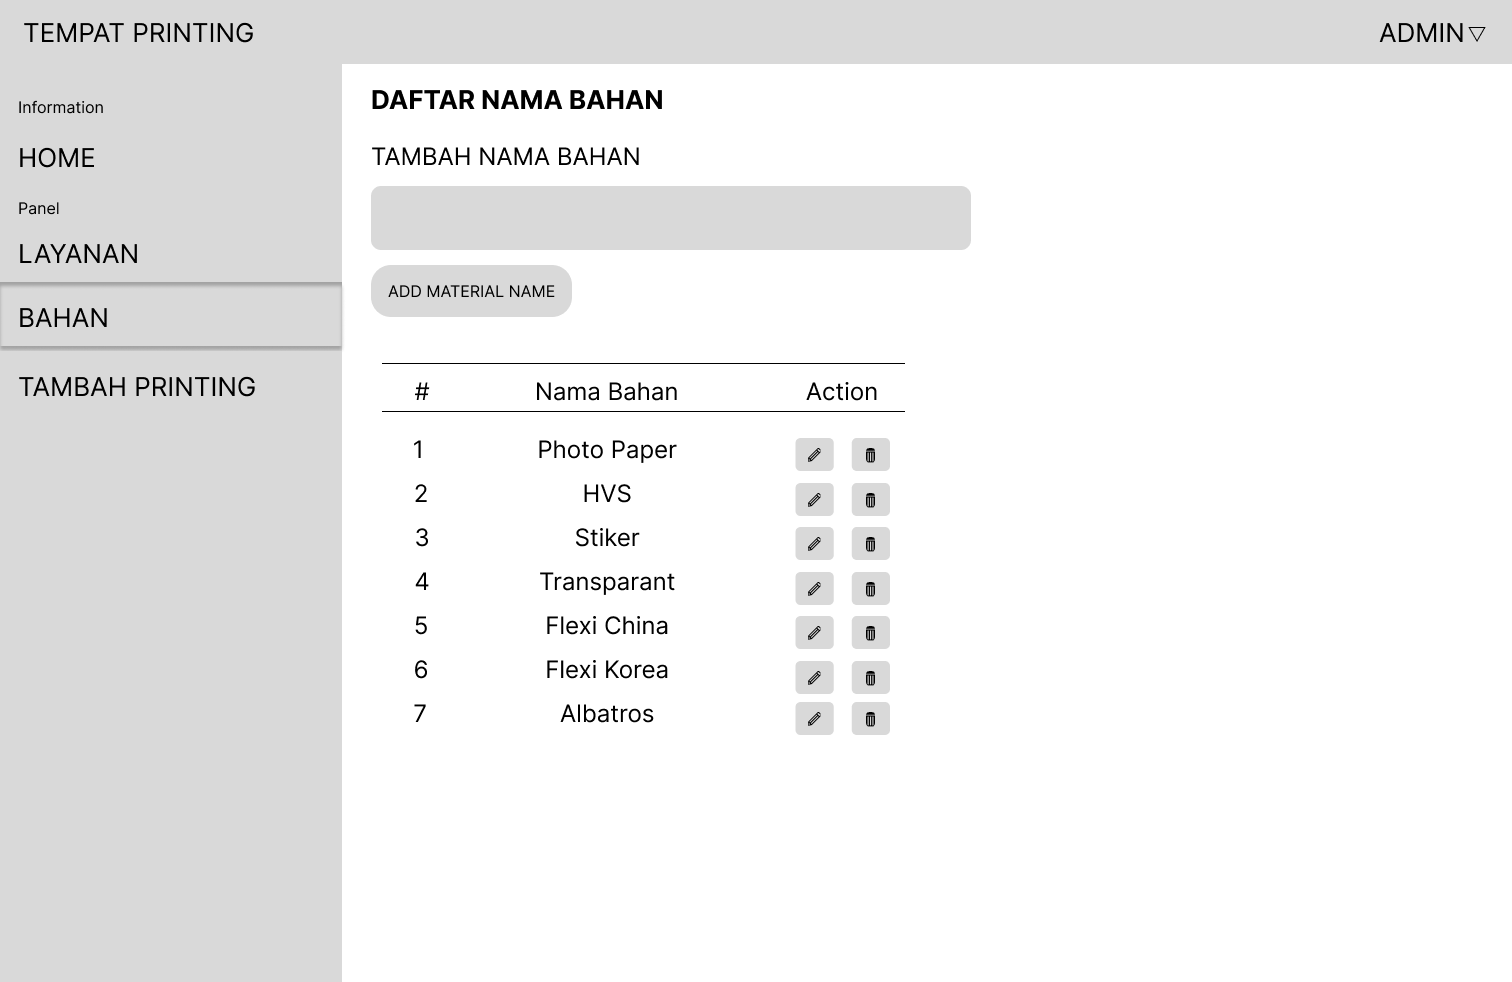 TEMPAT PRINTING
ADMIN
Information
HOME
Panel
LAYANAN
BAHAN
TAMBAH PRINTING
DAFTAR NAMA BAHAN
TAMBAH NAMA BAHAN
ADD MATERIAL NAME
# Nama Bahan Action
1 Photo Paper
2 HVS
3 Stiker
4 Transparant
5 Flexi China
6 Flexi Korea
7 Albatros